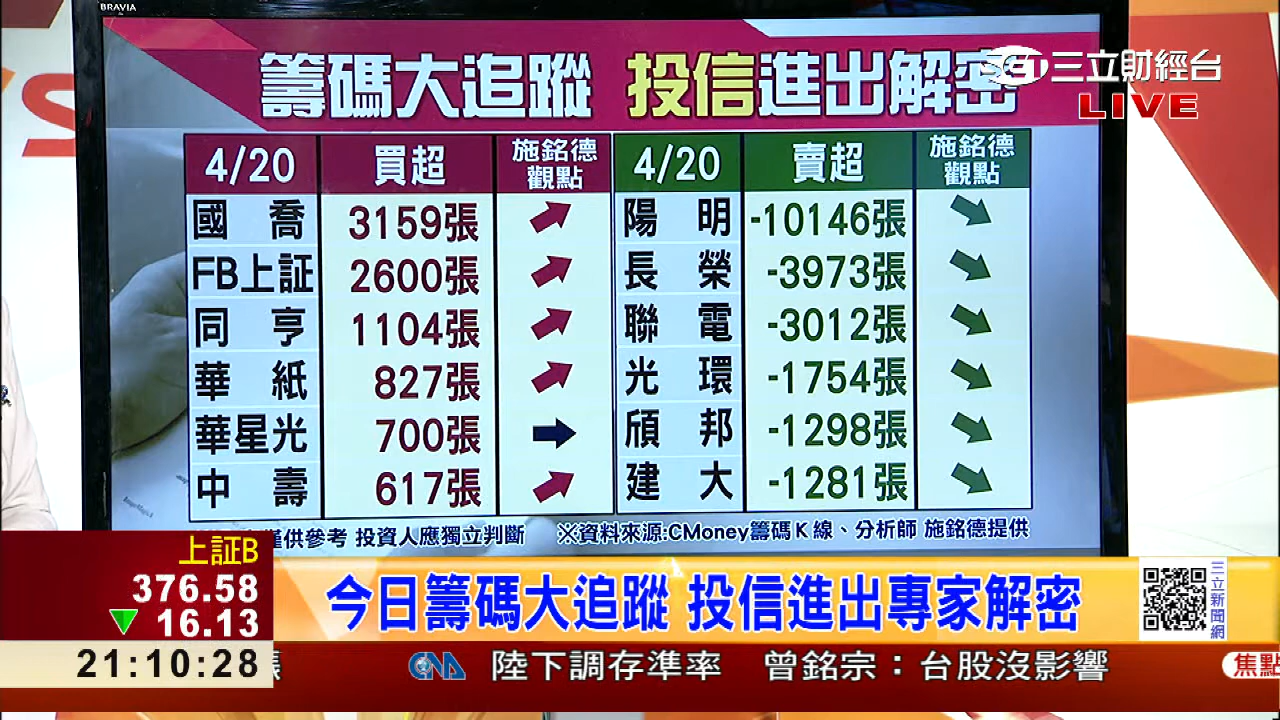 BRAVIA
籌碼大追蹤 投信進出解密
三立財經台
LIVE
4/20 買超 施銘德觀點 4/20 賣超 施銘德觀點
國喬 3159張 陽明 -10146張
FB上証 2600張 長榮 -3973張
同亨 1104張 聯電 -3012張
華紙 827張 光環 -1754張
華星光 700張 頎邦 -1298張
中壽 617張 建大 -1281張
僅供參考 投資人應獨立判斷 ※資料來源:CMoney籌碼K線、分析師 施銘德提供
上証B
376.58
▼ 16.13
今日籌碼大追蹤 投信進出專家解密
三立新聞網
21:10:28
CNA 陸下調存準率 曾銘宗：台股沒影響
焦點